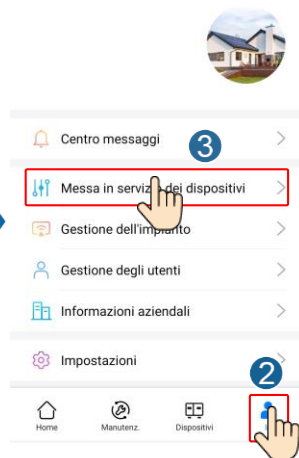 Centro messaggi
3
Messa in servizio dei dispositivi
Gestione dell'impianto
Gestione degli utenti
Informazioni aziendali
Impostazioni
2
Home Manutenz. Dispositivi